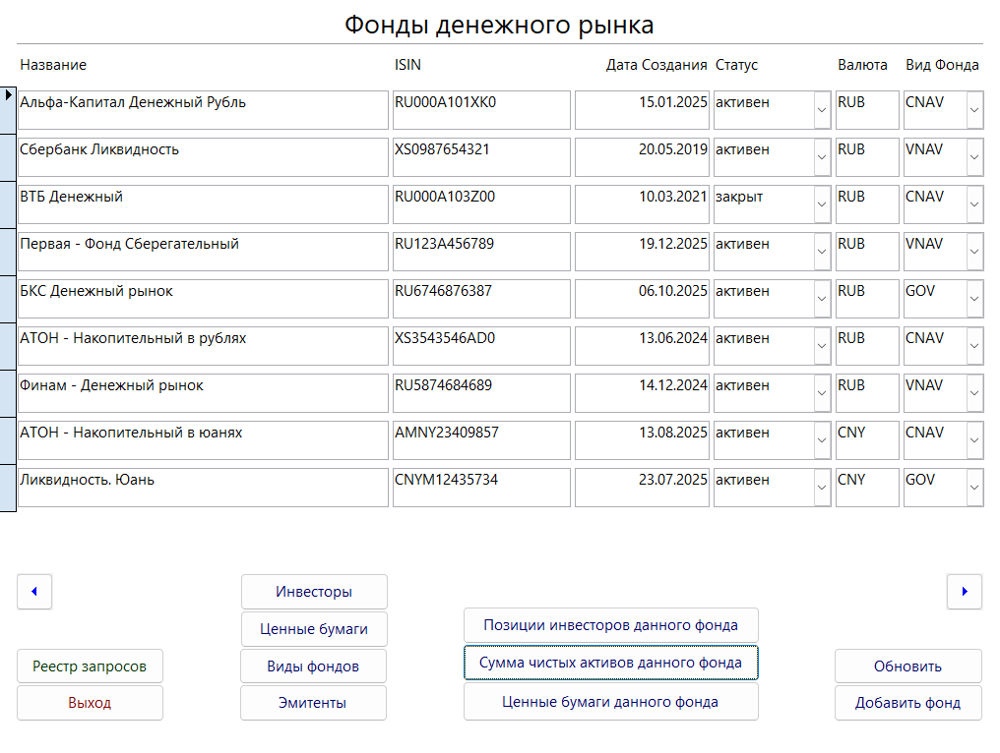 Фонды денежного рынка
Название ISIN Дата Создания Статус Валюта Вид Фонда
Альфа-Капитал Денежный Рубль RU000A101XK0 15.01.2025 активен RUB CNAV
Сбербанк Ликвидность XS0987654321 20.05.2019 активен RUB VNAV
ВТБ Денежный RU000A103Z00 10.03.2021 закрыт RUB CNAV
Первая - Фонд Сберегательный RU123A456789 19.12.2025 активен RUB VNAV
БКС Денежный рынок RU6746876387 06.10.2025 активен RUB GOV
АТОН - Накопительный в рублях XS3543546AD0 13.06.2024 активен RUB CNAV
Финам - Денежный рынок RU5874684689 14.12.2024 активен RUB VNAV
АТОН - Накопительный в юанях AMNY23409857 13.08.2025 активен CNY CNAV
Ликвидность. Юань CNYM12435734 23.07.2025 активен CNY GOV
Инвесторы
Ценные бумаги
Позиции инвесторов данного фонда
Реестр запросов Виды фондов Сумма чистых активов данного фонда Обновить
Выход Эмитенты Ценные бумаги данного фонда Добавить фонд